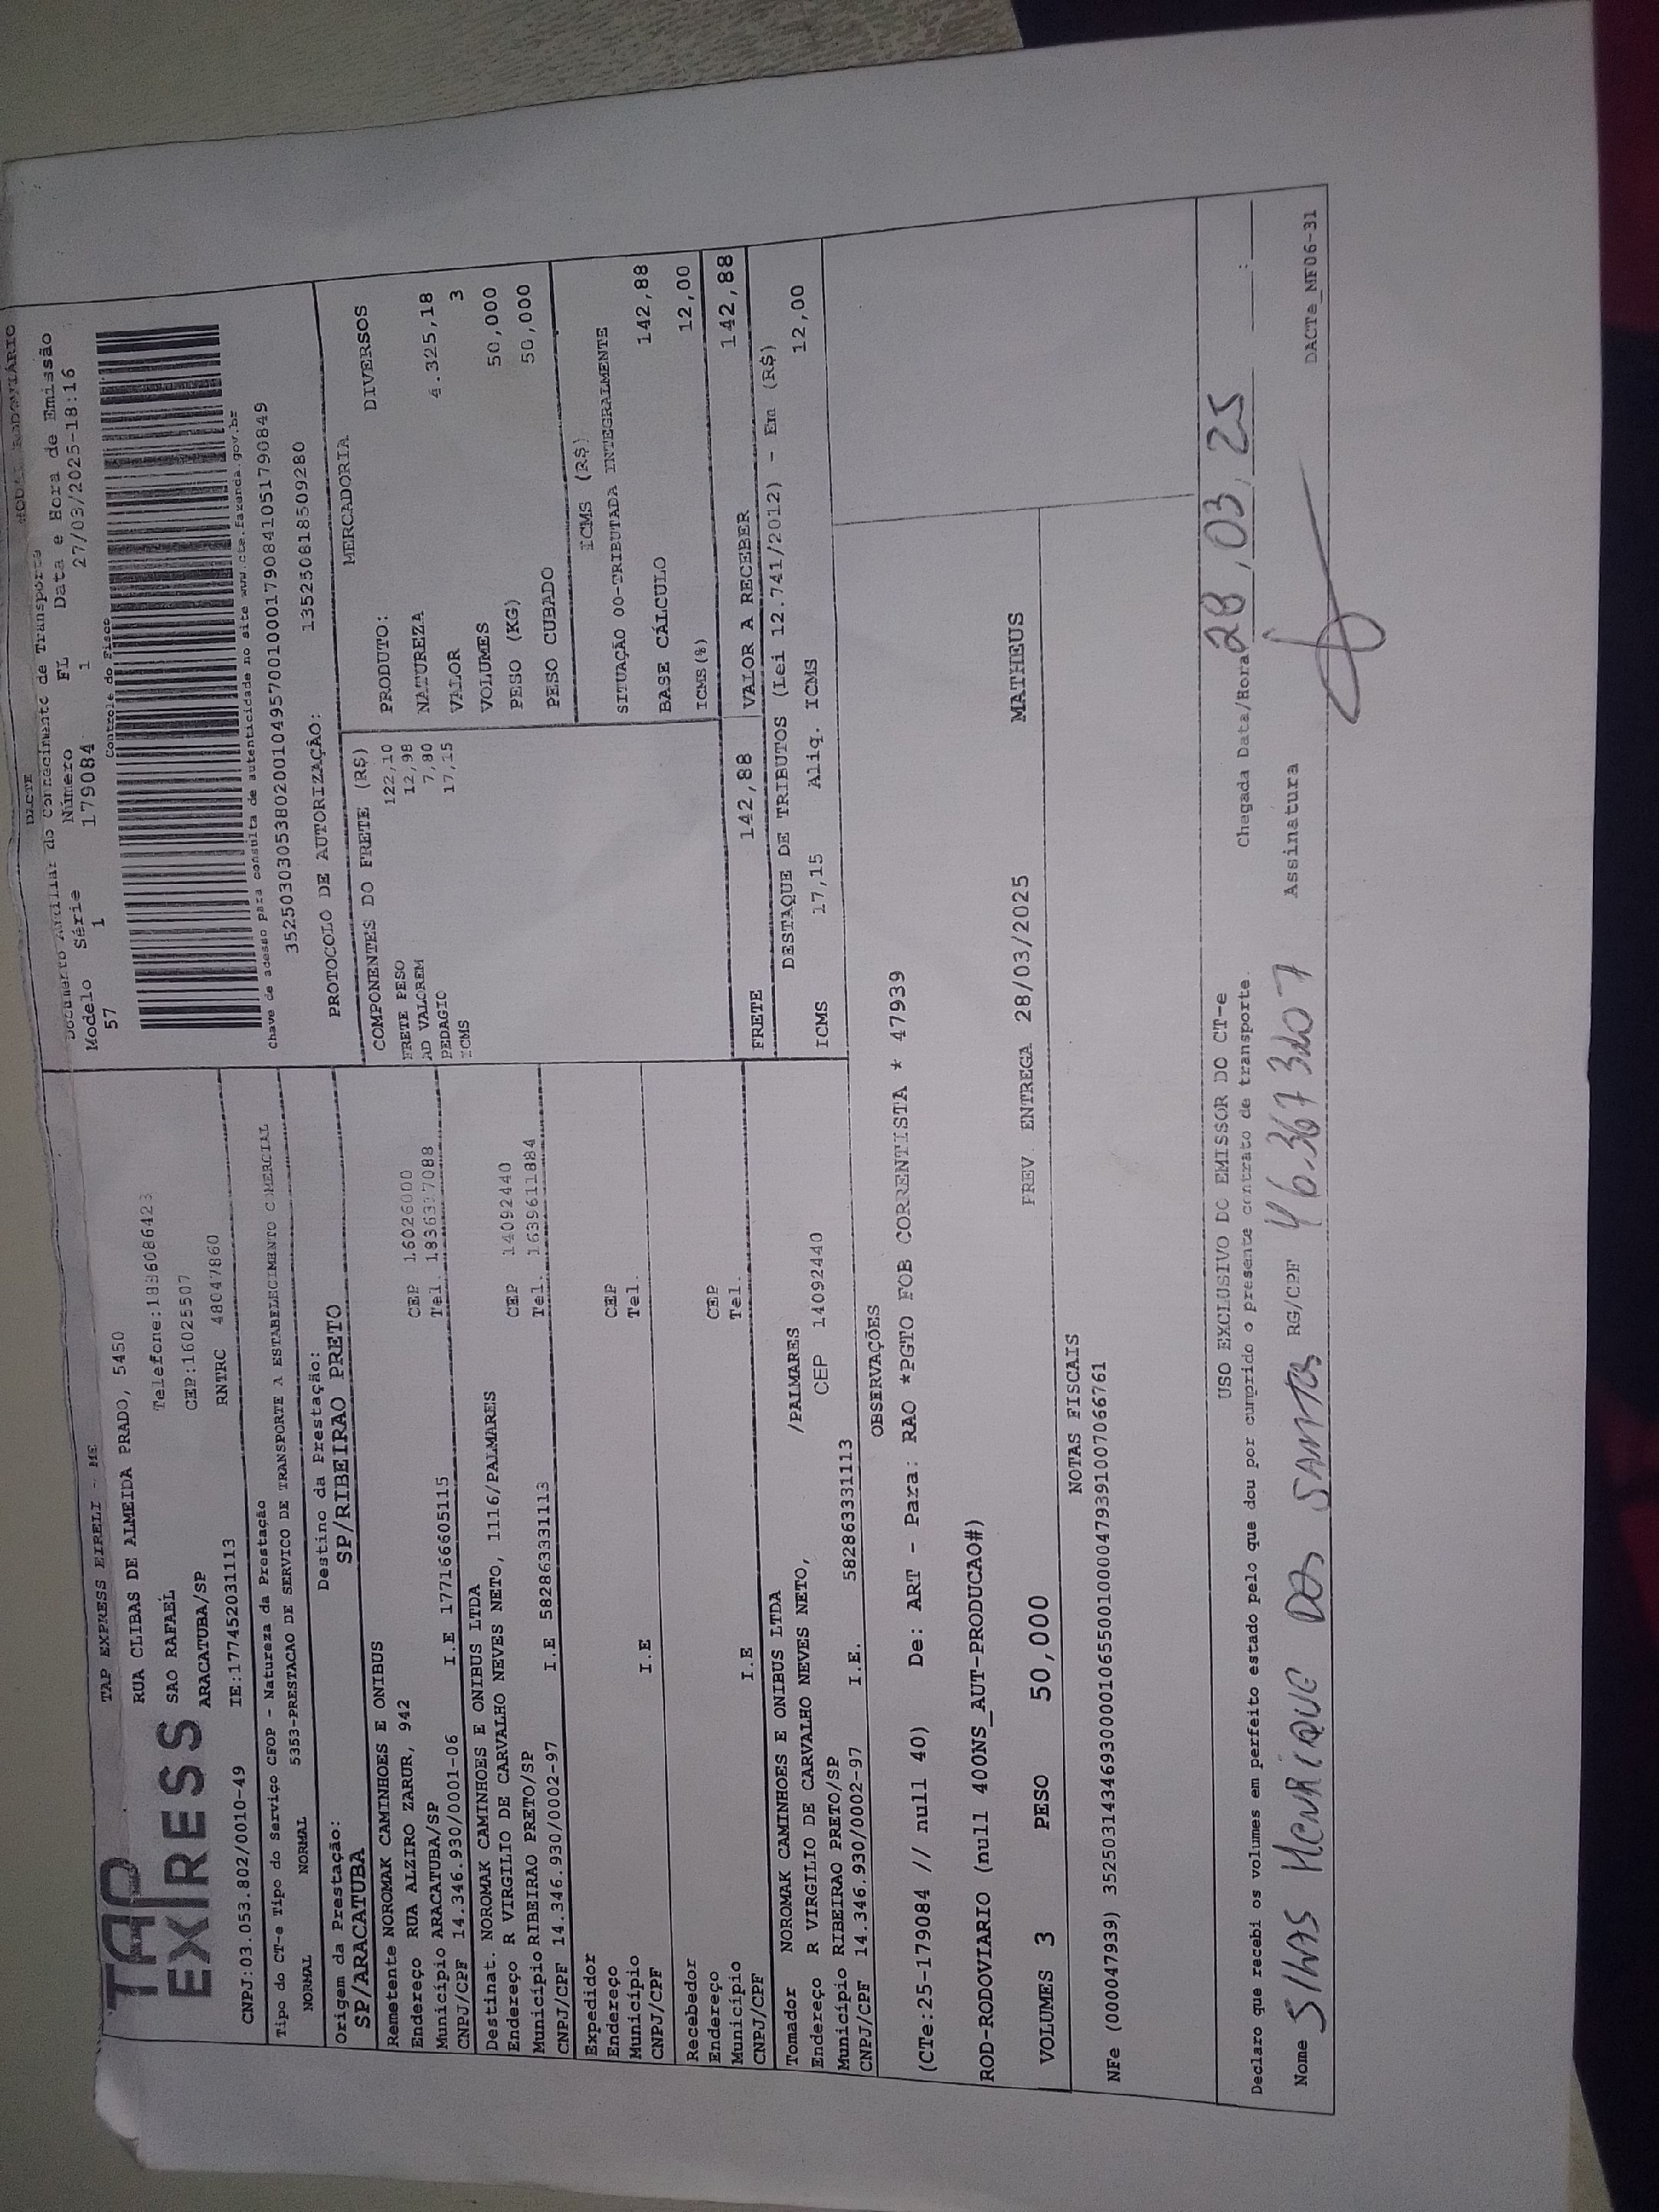 TAP EXPRESS
TAP EXPRESS EIRELI - ME
RUA CLIBAS DE ALMEIDA PRADO, 5450
SAO RAFAEL Telefone:1836086423
ARACATUBA/SP CEP:16025507
CNPJ:03.053.802/0010-49 IE:177452031113 RNTRC 48047860
DACTE MODAL RODOVIÁRIO
Documento Auxiliar do Conhecimento de Transporte
Modelo Série Número FL Data e Hora de Emissão
57 1 179084 1 27/03/2025-18:16
Controle do Fisco
Chave de acesso para consulta de autenticidade no site www.cte.fazenda.gov.br
35250303053802001049570010001790841051790849
PROTOCOLO DE AUTORIZAÇÃO: 135250818509280
Tipo do CT-e Tipo do Serviço CFOP - Natureza da Prestação
NORMAL NORMAL 5353-PRESTACAO DE SERVICO DE TRANSPORTE A ESTABELECIMENTO COMERCIAL
Origem da Prestação: Destino da Prestação:
SP/ARACATUBA SP/RIBEIRAO PRETO
Remetente NOROMAK CAMINHOES E ONIBUS
Endereço RUA ALZIRO ZARUR, 942 CEP 16026000
Município ARACATUBA/SP Tel.
CNPJ/CPF 14.346.930/0001-06 I.E 177166605115
Destinat. NOROMAK CAMINHOES E ONIBUS LTDA
Endereço R VIRGILIO DE CARVALHO NEVES NETO, 1116/PALMARES CEP 14092440
Município RIBEIRAO PRETO/SP Tel. 1639611884
CNPJ/CPF 14.346.930/0002-97 I.E 582863331113
Expedidor
Endereço CEP
Município Tel.
CNPJ/CPF I.E
Recebedor
Endereço CEP
Município Tel.
CNPJ/CPF I.E
COMPONENTES DO FRETE (R$)
FRETE PESO 122,10
AD VALOREM 12,98
PEDAGIO 7,80
ICMS 17,15
MERCADORIA
PRODUTO: DIVERSOS
NATUREZA
VALOR 4.325,18
VOLUMES 3
PESO (KG) 50,000
PESO CUBADO 50,000
ICMS (R$)
SITUAÇÃO 00-TRIBUTADA INTEGRALMENTE
BASE CÁLCULO 142,88
ICMS(%) 12,00
FRETE 142,88 VALOR A RECEBER 142,88
DESTAQUE DE TRIBUTOS (Lei 12.741/2012) - Em (R$)
ICMS 17,15 Aliq. ICMS 12,00
Tomador NOROMAK CAMINHOES E ONIBUS LTDA
Endereço R VIRGILIO DE CARVALHO NEVES NETO, /PALMARES
Município RIBEIRAO PRETO/SP CEP 14092440
CNPJ/CPF 14.346.930/0002-97 I.E. 582863331113
OBSERVAÇÕES
(CTe:25-179084 // null 40) De: ART - Para: RAO *PGTO FOB CORRENTISTA * 47939
ROD-RODOVIARIO (null 400NS_AUT-PRODUCAO#)
VOLUMES 3 PESO 50,000 FREV. ENTREGA 28/03/2025 MATHEUS
NOTAS FISCAIS
NFe (000047939) 35250314346930000106550010000479391007066761
USO EXCLUSIVO DO EMISSOR DO CT-e
Declaro que recebi os volumes em perfeito estado pelo que dou por cumprido o presente contrato de transporte. Chegada Data/Hora 28,03,25 :
Nome SILAS HENRIQUE DOS SANTOS RG/CPF Assinatura
DACTe_MF06-31